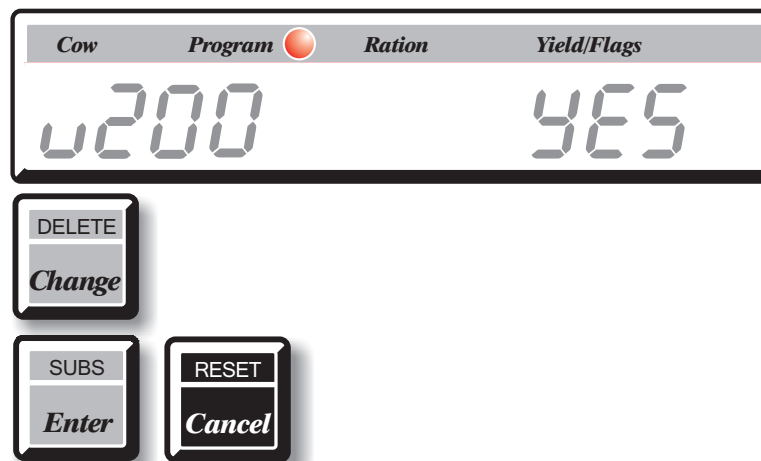 Cow Program Ration Yield/Flags
u200 YES
DELETE
Change
SUBS RESET
Enter Cancel